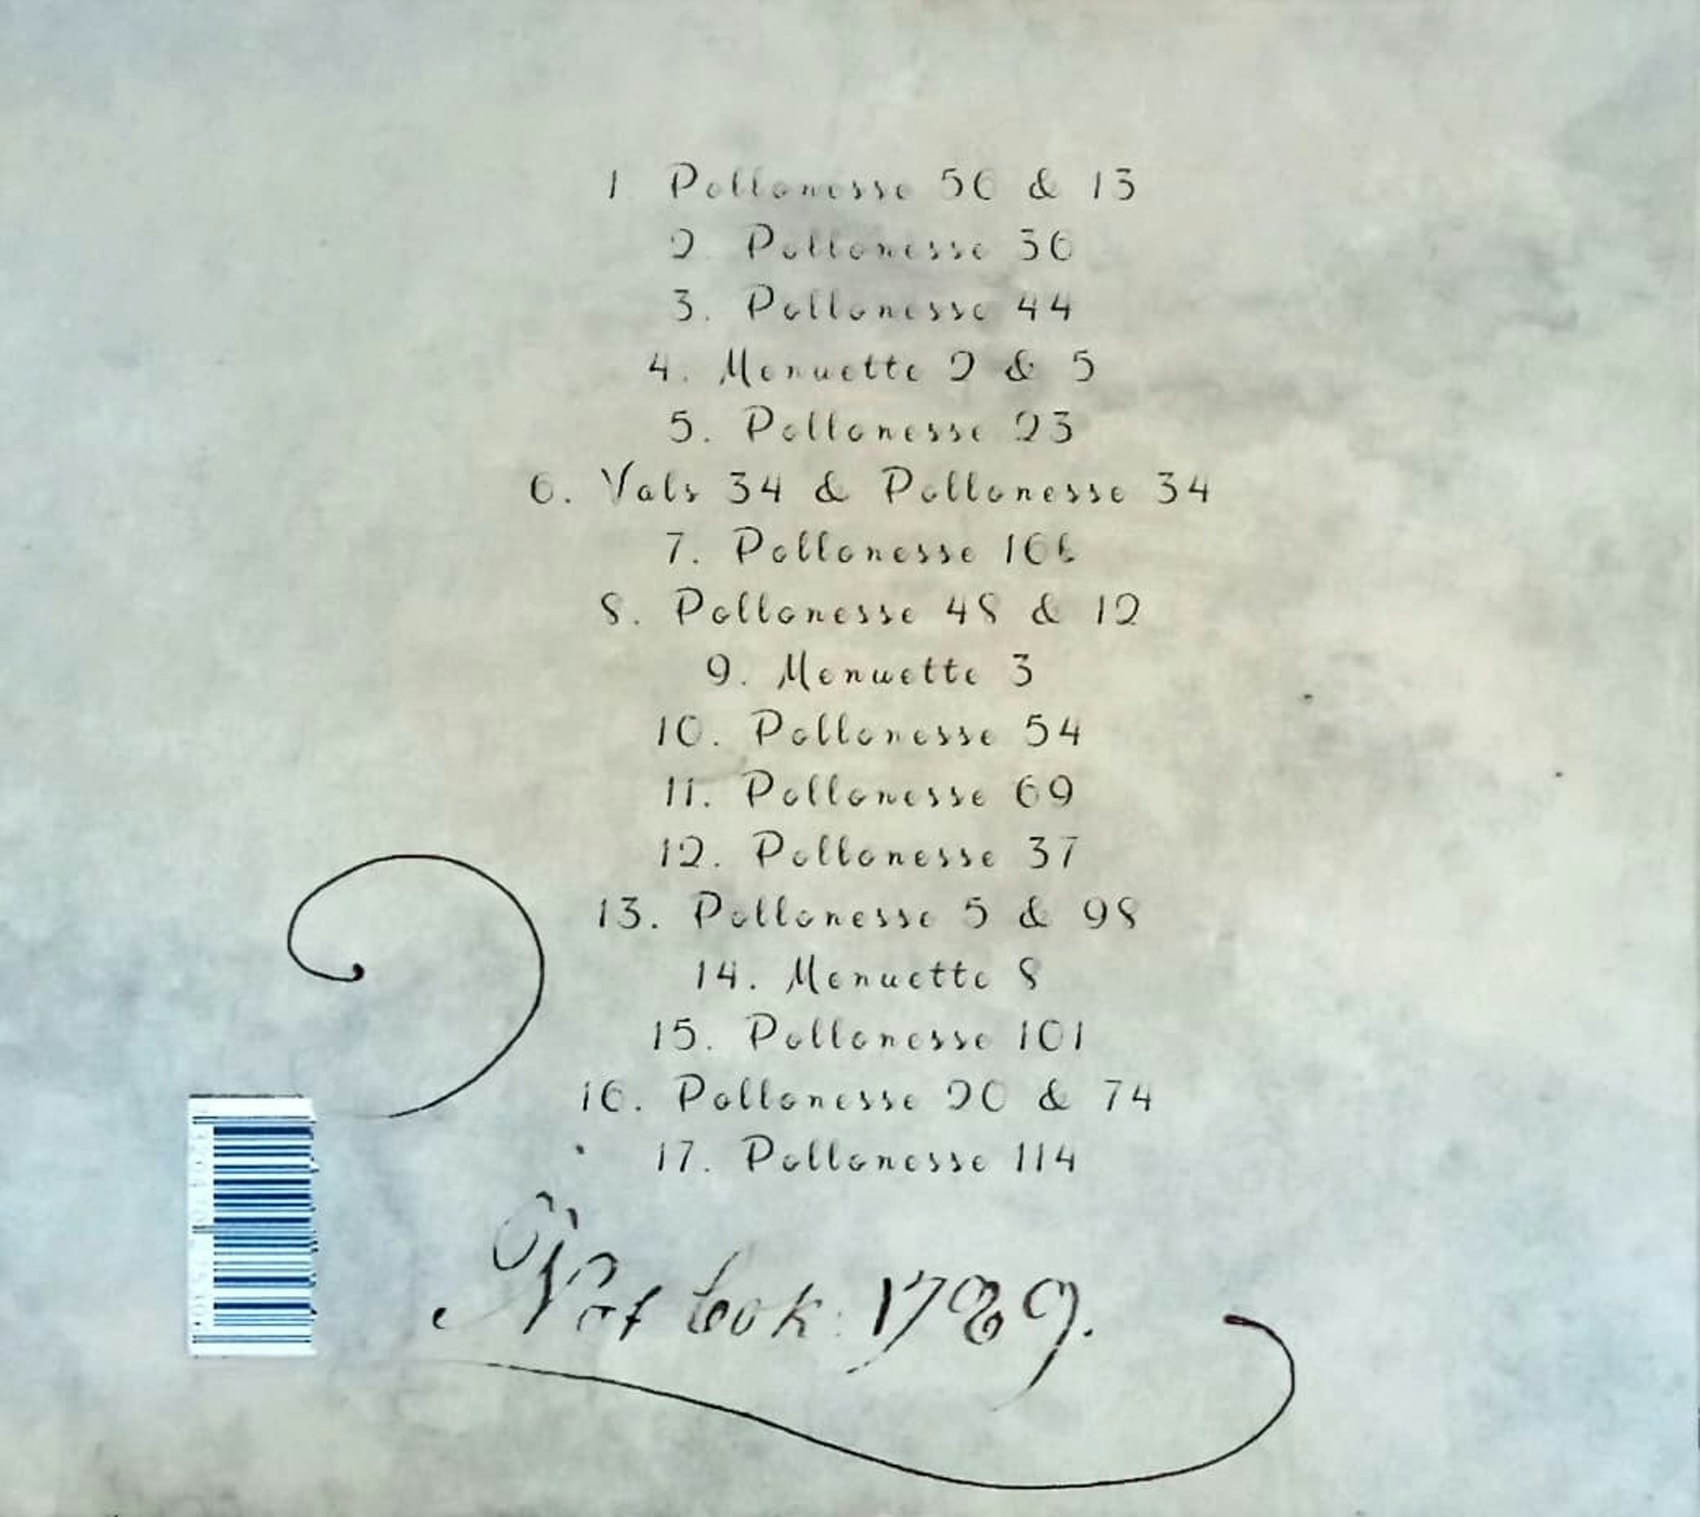 1 Pollonesse 56 & 13
2. Pollonesse 36
3. Pollonesse 44
4. Menuette 2 & 5
5. Pollonesse 23
6. Vals 34 & Pollonesse 34
7. Pollonesse
8. Pollonesse 48 & 12
9. Menuette 3
10. Pollonesse 54
11. Pollonesse 69
12. Pollonesse 37
13. Pollonesse 5 & 98
14. Menuette 8
15. Pollonesse 101
16. Pollonesse 20 & 74
17. Pollonesse 114
Not book: 1789.